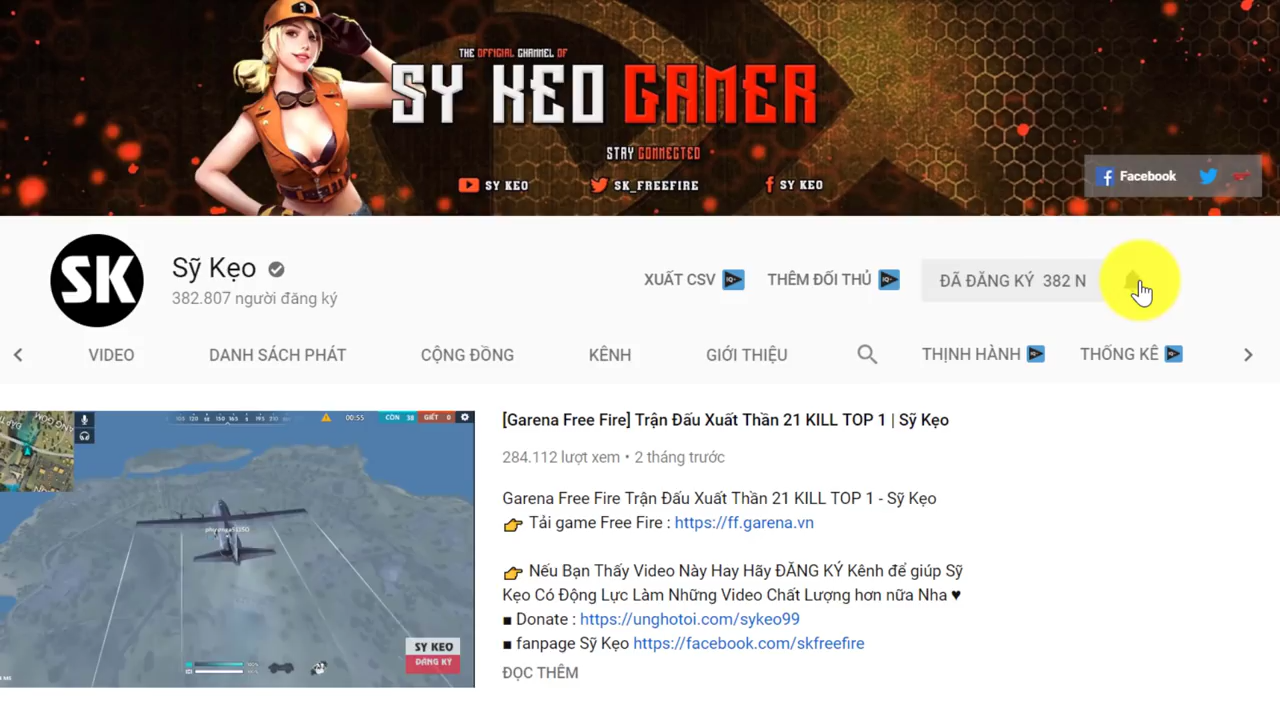 THE OFFICIAL CHANNEL OF
SY KEO GAMER
STAY CONNECTED
SY KEO
SK_FREEFIRE
SY KEO
Facebook
SK
Sỹ Kẹo
382.807 người đăng ký
XUẤT CSV
THÊM ĐỐI THỦ
ĐÃ ĐĂNG KÝ 382 N
VIDEO
DANH SÁCH PHÁT
CỘNG ĐỒNG
KÊNH
GIỚI THIỆU
THỊNH HÀNH
THỐNG KÊ
00:55
CÒN 38
GIẾT 0
SY KEO
ĐĂNG KÝ
[Garena Free Fire] Trận Đấu Xuất Thần 21 KILL TOP 1 | Sỹ Kẹo
284.112 lượt xem • 2 tháng trước
Garena Free Fire Trận Đấu Xuất Thần 21 KILL TOP 1 - Sỹ Kẹo
👉 Tải game Free Fire : https://ff.garena.vn
👉 Nếu Bạn Thấy Video Này Hay Hãy ĐĂNG KÝ Kênh để giúp Sỹ
Kẹo Có Động Lực Làm Những Video Chất Lượng hơn nữa Nha ♥
■ Donate : https://unghotoi.com/sykeo99
■ fanpage Sỹ Kẹo https://facebook.com/skfreefire
ĐỌC THÊM